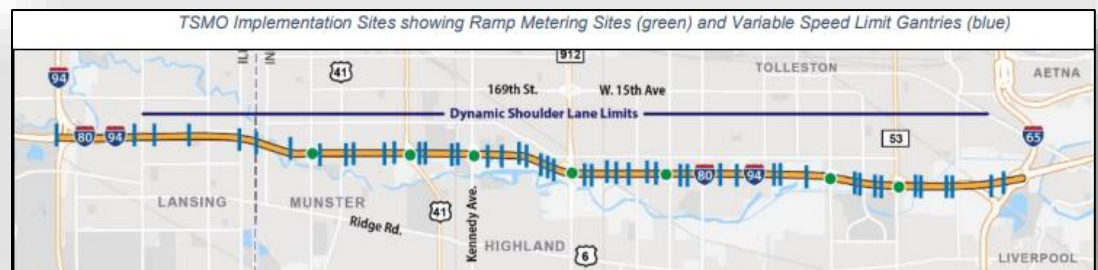 TSMO Implementation Sites showing Ramp Metering Sites (green) and Variable Speed Limit Gantries (blue)
94
ILL
IN
41
912
169th St. W. 15th Ave
TOLLESTON
AETNA
Dynamic Shoulder Lane Limits
80 94
53
65
80 94
LANSING
MUNSTER
Ridge Rd.
41
Kennedy Ave.
HIGHLAND
6
LIVERPOOL